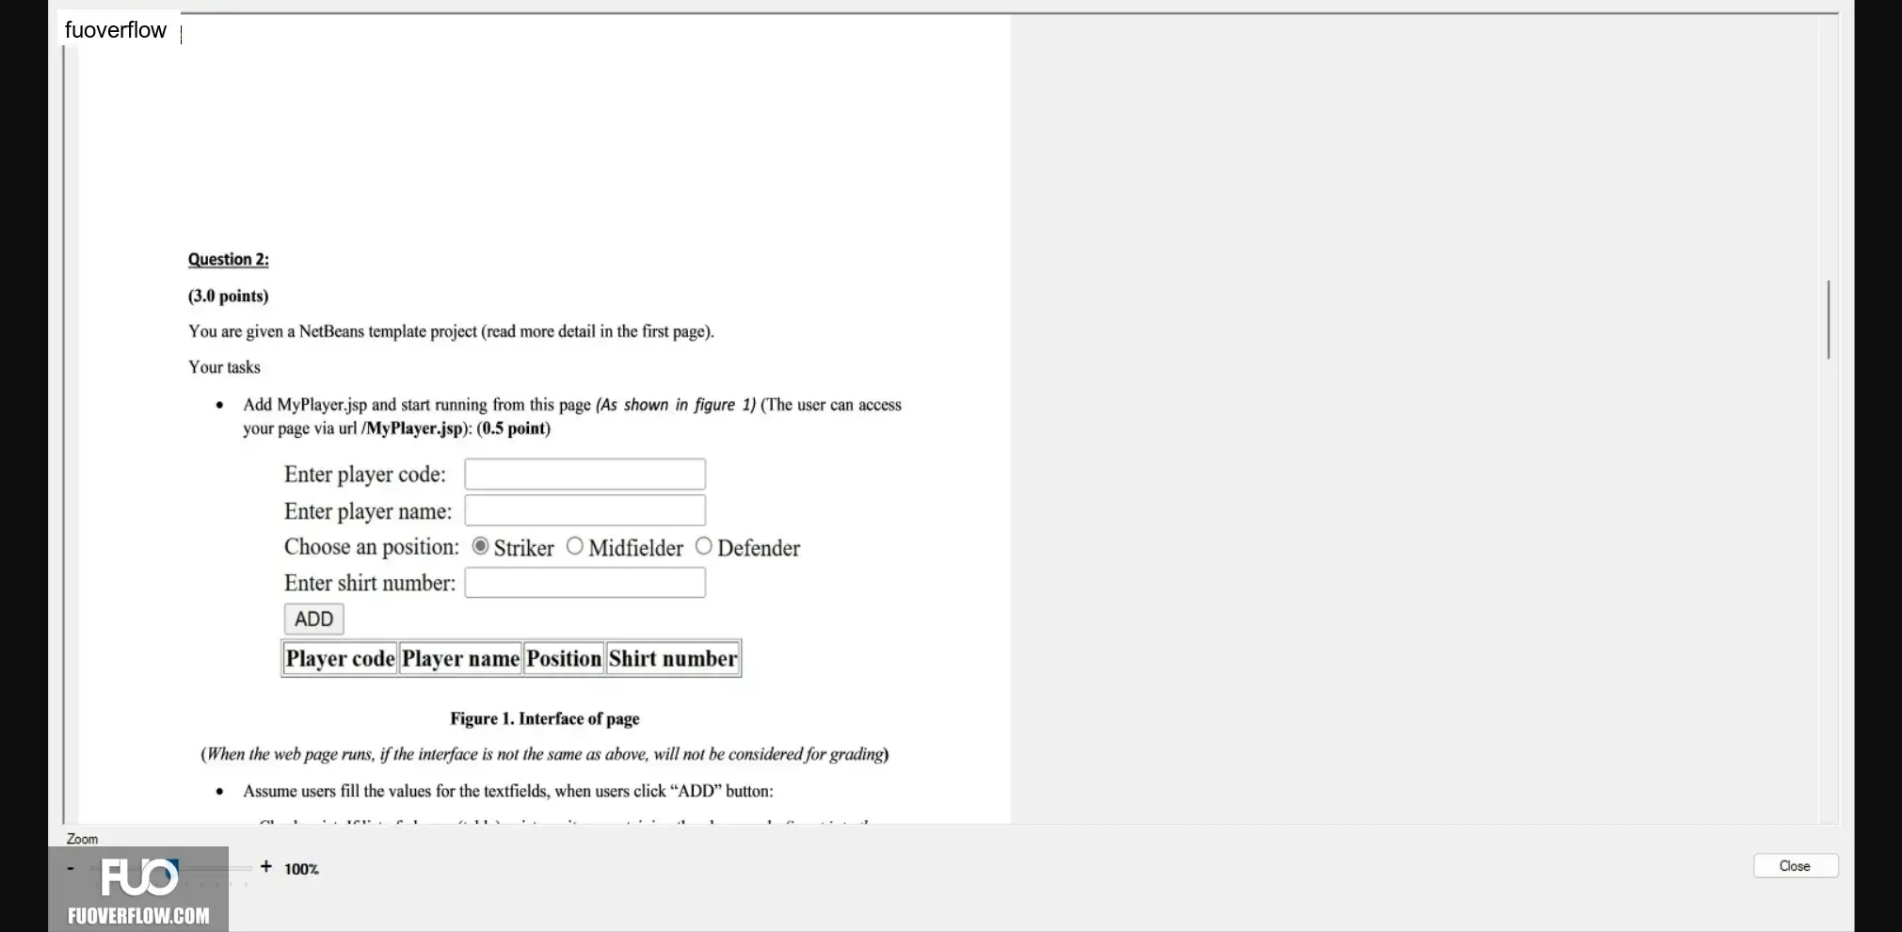 fuoverflow
Question 2:
(3.0 points)
You are given a NetBeans template project (read more detail in the first page).
Your tasks
• Add MyPlayer.jsp and start running from this page (As shown in figure 1) (The user can access
your page via url /MyPlayer.jsp): (0.5 point)
Enter player code:
Enter player name:
Choose an position: Striker Midfielder Defender
Enter shirt number:
ADD
Player code Player name Position Shirt number
Figure 1. Interface of page
(When the web page runs, if the interface is not the same as above, will not be considered for grading)
• Assume users fill the values for the textfields, when users click “ADD” button:
Zoom
- + 100%
Close
FUO
FUOVERFLOW.COM